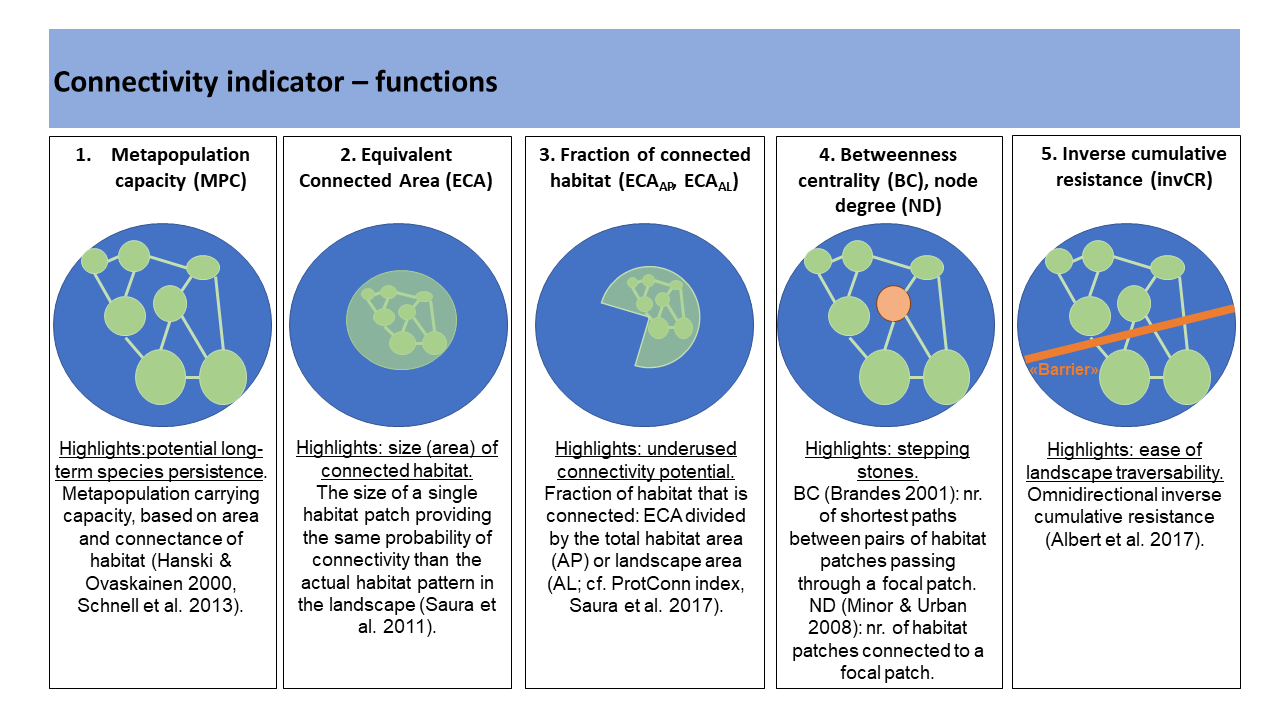 Connectivity indicator – functions
1. Metapopulation
capacity (MPC)
Highlights:potential long-
term species persistence.
Metapopulation carrying
capacity, based on area
and connectance of
habitat (Hanski &
Ovaskainen 2000,
Schnell et al. 2013).
2. Equivalent
Connected Area (ECA)
Highlights: size (area) of
connected habitat.
The size of a single
habitat patch providing
the same probability of
connectivity than the
actual habitat pattern in
the landscape (Saura et
al. 2011).
3. Fraction of connected
habitat (ECAAP, ECAAL)
Highlights: underused
connectivity potential.
Fraction of habitat that is
connected: ECA divided
by the total habitat area
(AP) or landscape area
(AL; cf. ProtConn index,
Saura et al. 2017).
4. Betweenness
centrality (BC), node
degree (ND)
Highlights: stepping
stones.
BC (Brandes 2001): nr.
of shortest paths
between pairs of habitat
patches passing
through a focal patch.
ND (Minor & Urban
2008): nr. of habitat
patches connected to a
focal patch.
5. Inverse cumulative
resistance (invCR)
«Barrier»
Highlights: ease of
landscape traversability.
Omnidirectional inverse
cumulative resistance
(Albert et al. 2017).